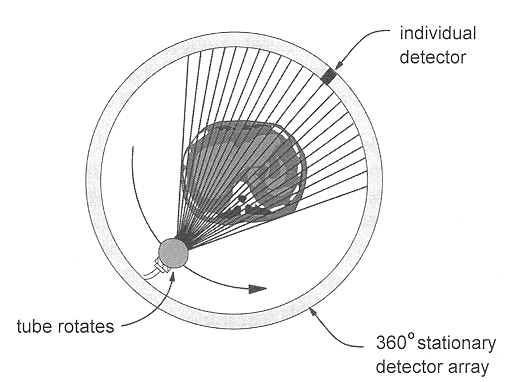 individual
detector
tube rotates
360° stationary
detector array